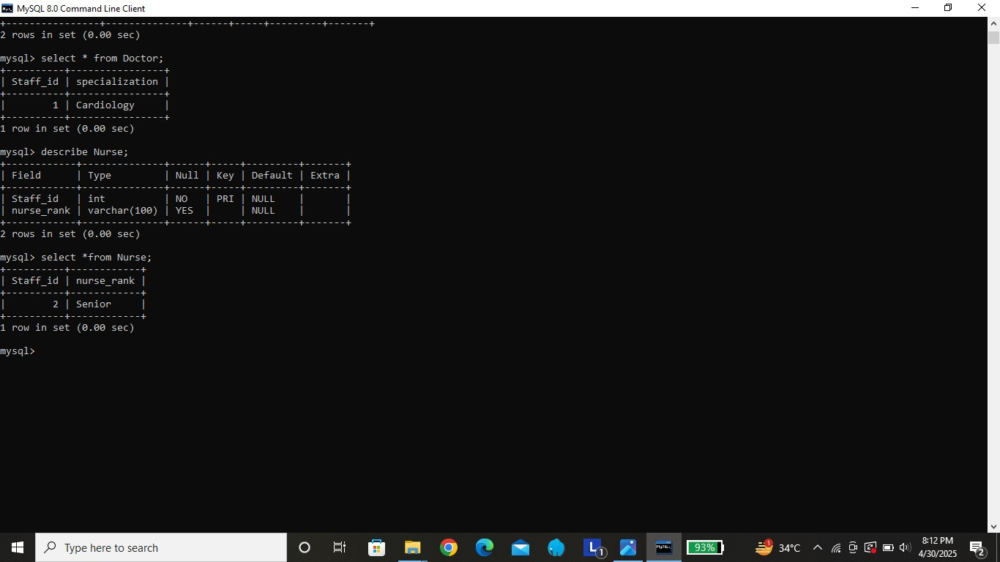 MySQL 8.0 Command Line Client
+----------------+--------------+------+-----+---------+-------+
2 rows in set (0.00 sec)
mysql> select * from Doctor;
+----------+----------------+
| Staff_id | specialization |
+----------+----------------+
|        1 | Cardiology     |
+----------+----------------+
1 row in set (0.00 sec)
mysql> describe Nurse;
+------------+--------------+------+-----+---------+-------+
| Field      | Type         | Null | Key | Default | Extra |
+------------+--------------+------+-----+---------+-------+
| Staff_id   | int          | NO   | PRI | NULL    |       |
| nurse_rank | varchar(100) | YES  |     | NULL    |       |
+------------+--------------+------+-----+---------+-------+
2 rows in set (0.00 sec)
mysql> select *from Nurse;
+----------+------------+
| Staff_id | nurse_rank |
+----------+------------+
|        2 | Senior     |
+----------+------------+
1 row in set (0.00 sec)
mysql>
Type here to search
L 1
MySQL
93%
1
34°C
8:12 PM
4/30/2025
2